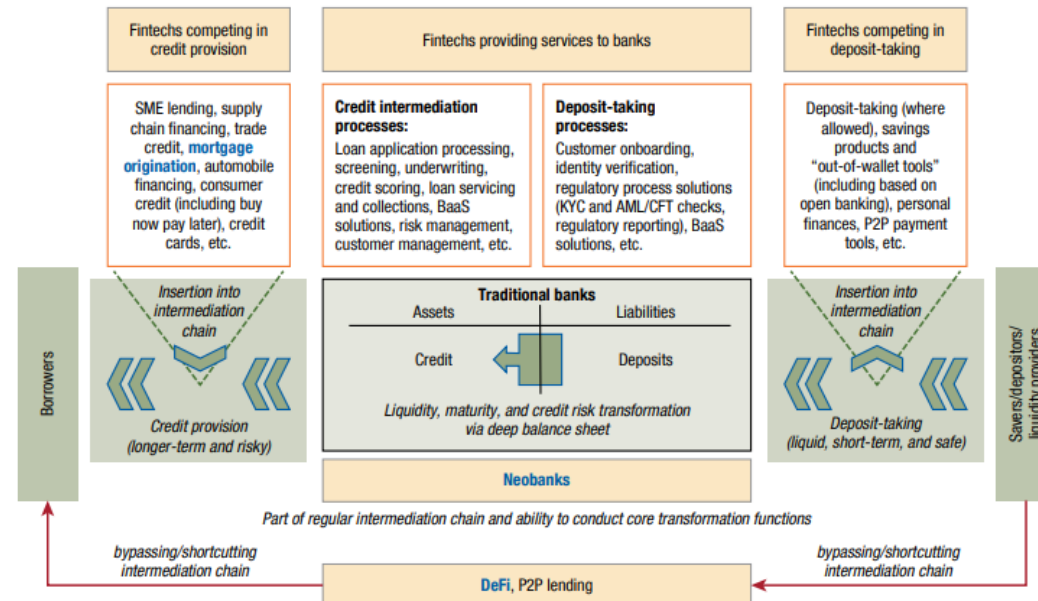 Fintechs competing in
credit provision
Fintechs providing services to banks
Fintechs competing in
deposit-taking
SME lending, supply
chain financing, trade
credit, mortgage
origination, automobile
financing, consumer
credit (including buy
now pay later), credit
cards, etc.
Credit intermediation
processes:
Loan application processing,
screening, underwriting,
credit scoring, loan servicing
and collections, BaaS
solutions, risk management,
customer management, etc.
Deposit-taking
processes:
Customer onboarding,
identity verification,
regulatory process solutions
(KYC and AML/CFT checks,
regulatory reporting), BaaS
solutions, etc.
Deposit-taking (where
allowed), savings
products and
“out-of-wallet tools”
(including based on
open banking), personal
finances, P2P payment
tools, etc.
Borrowers
Insertion into
intermediation
chain
Credit provision
(longer-term and risky)
Traditional banks
Assets
Liabilities
Credit
Deposits
Liquidity, maturity, and credit risk transformation
via deep balance sheet
Insertion into
intermediation
chain
Deposit-taking
(liquid, short-term, and safe)
Savers/depositors/
liquidity providers
Neobanks
Part of regular intermediation chain and ability to conduct core transformation functions
bypassing/shortcutting
intermediation chain
DeFi, P2P lending
bypassing/shortcutting
intermediation chain